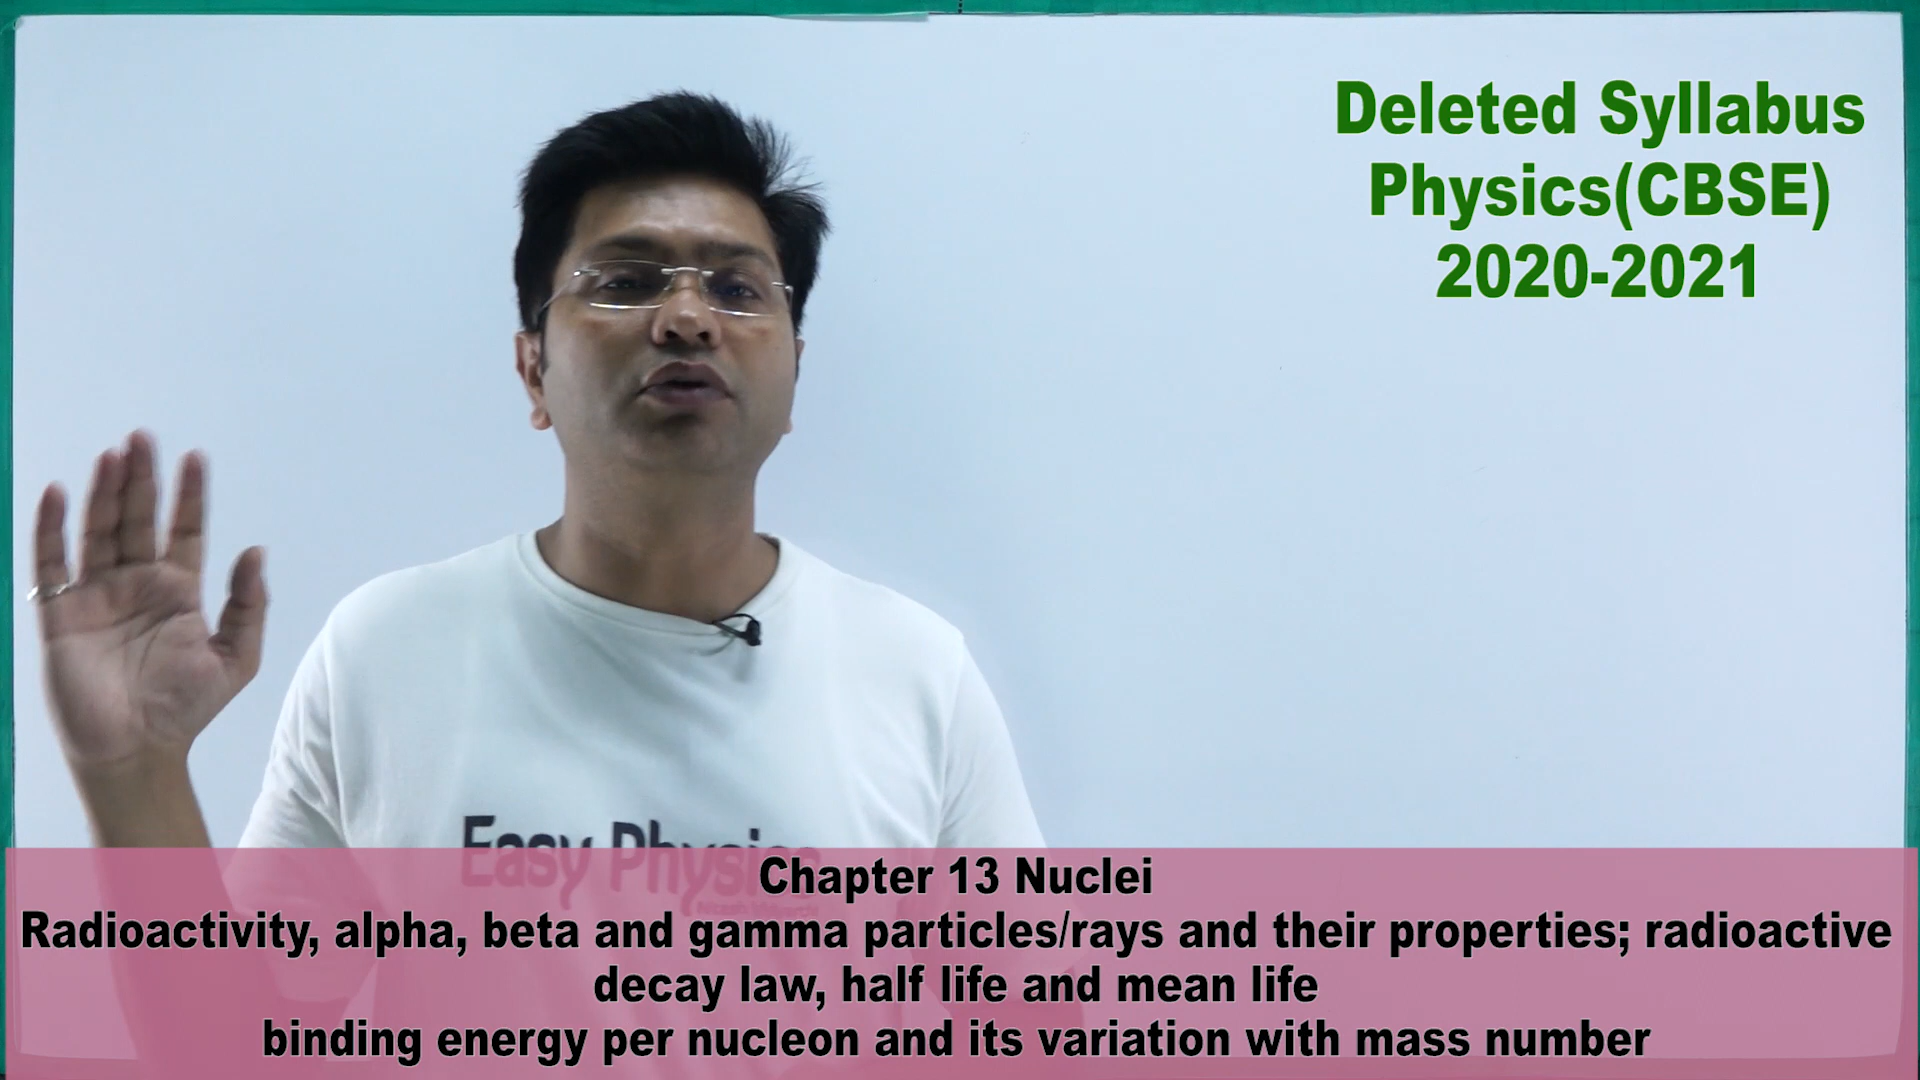 Deleted Syllabus
Physics(CBSE)
2020-2021
Easy Physics
Chapter 13 Nuclei
Radioactivity, alpha, beta and gamma particles/rays and their properties; radioactive
decay law, half life and mean life
binding energy per nucleon and its variation with mass number